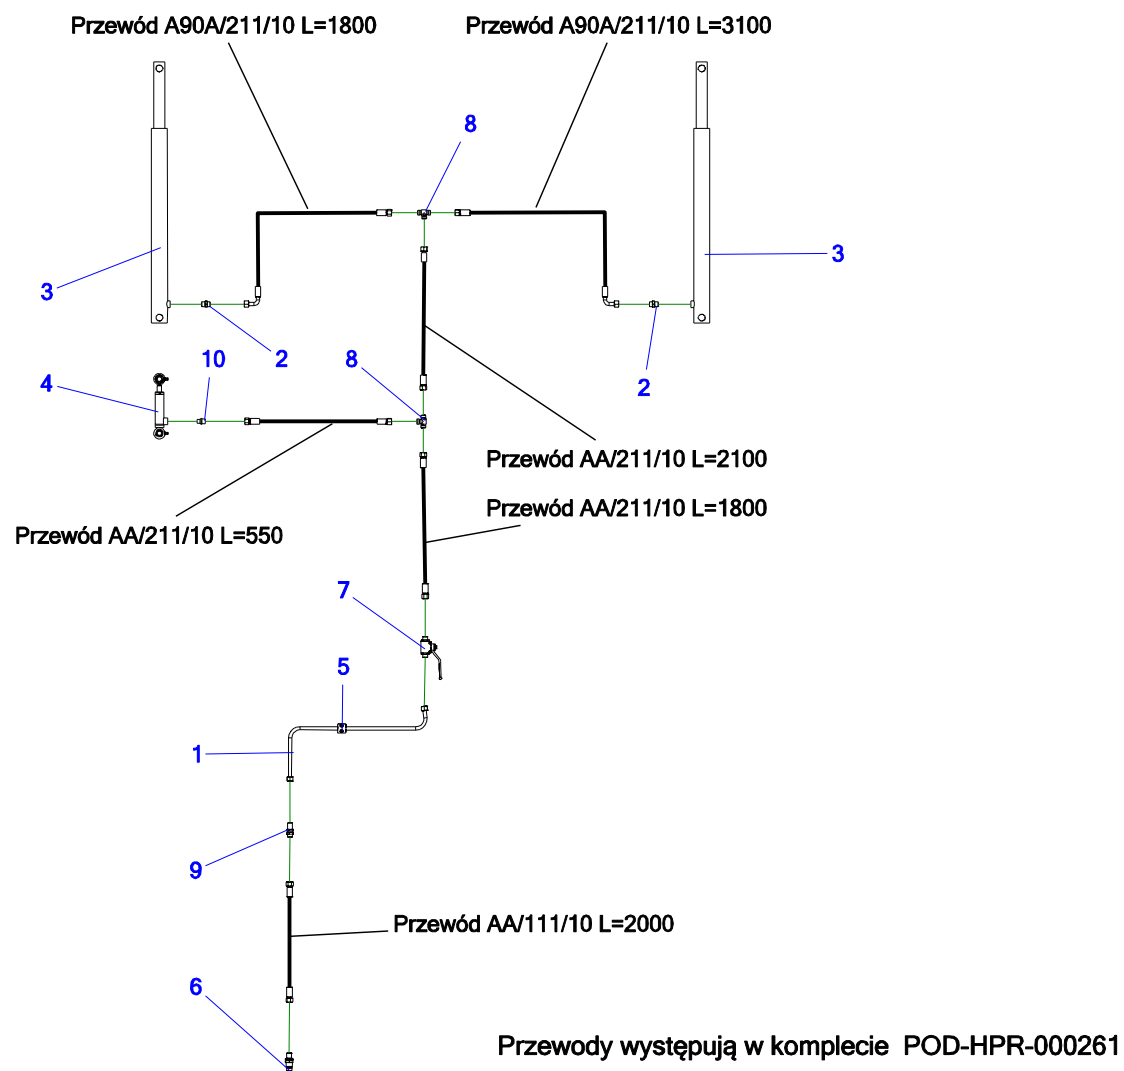 Przewód A90A/211/10 L=1800
Przewód A90A/211/10 L=3100
8
3
3
2
2
10
8
4
Przewód AA/211/10 L=2100
Przewód AA/211/10 L=1800
Przewód AA/211/10 L=550
7
5
1
9
Przewód AA/111/10 L=2000
6
Przewody występują w komplecie POD-HPR-000261